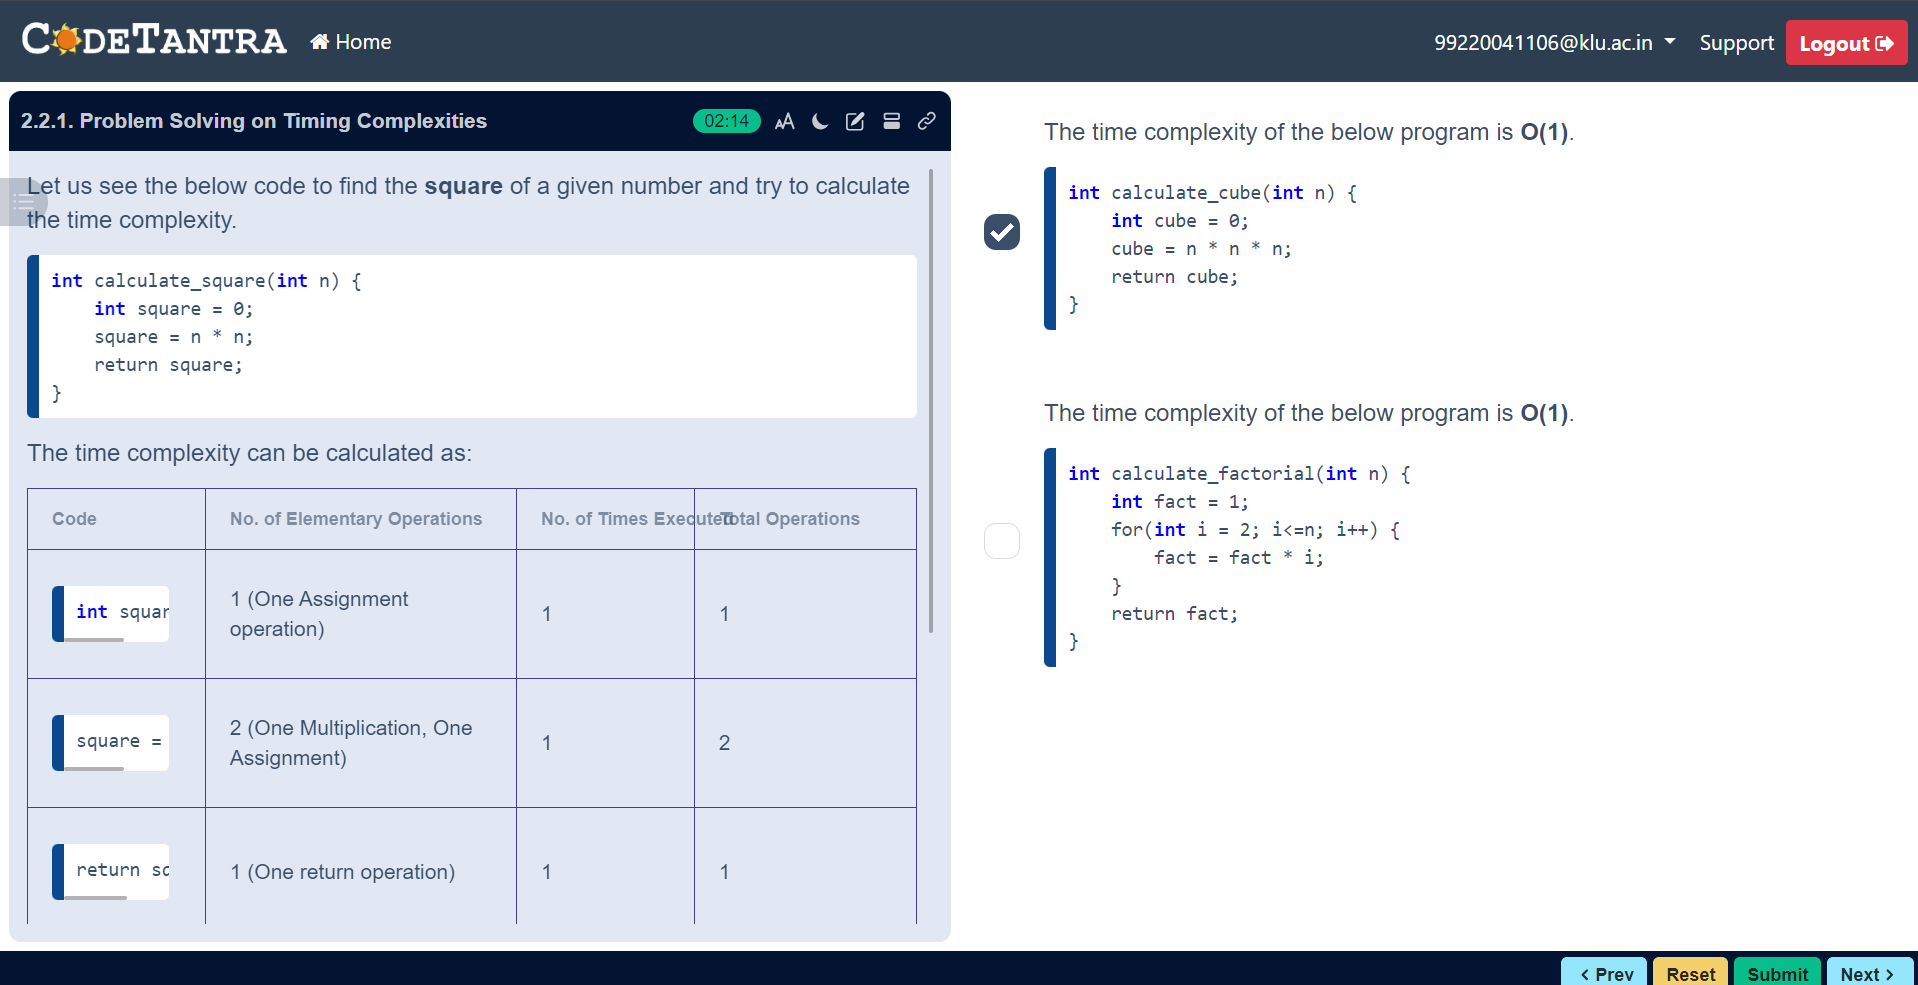 CODETANTRA
Home
99220041106@klu.ac.in
Support
Logout
2.2.1. Problem Solving on Timing Complexities
02:14
AA
Let us see the below code to find the square of a given number and try to calculate
the time complexity.
int calculate_square(int n) {
    int square = 0;
    square = n * n;
    return square;
}
The time complexity can be calculated as:
Code No. of Elementary Operations No. of Times Executed Total Operations
int squar
1 (One Assignment
operation)
1
1
square =
2 (One Multiplication, One
Assignment)
1
2
return sq
1 (One return operation)
1
1
The time complexity of the below program is O(1).
int calculate_cube(int n) {
    int cube = 0;
    cube = n * n * n;
    return cube;
}
The time complexity of the below program is O(1).
int calculate_factorial(int n) {
    int fact = 1;
    for(int i = 2; i<=n; i++) {
        fact = fact * i;
    }
    return fact;
}
‹ Prev
Reset
Submit
Next ›